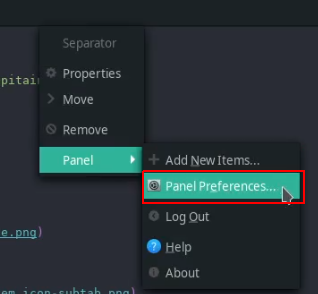 Separator
Properties
pitai
Move
Remove
Panel
Add New Items...
Panel Preferences...
Log Out
e.png)
Help
About
em-icon-subtab.png)